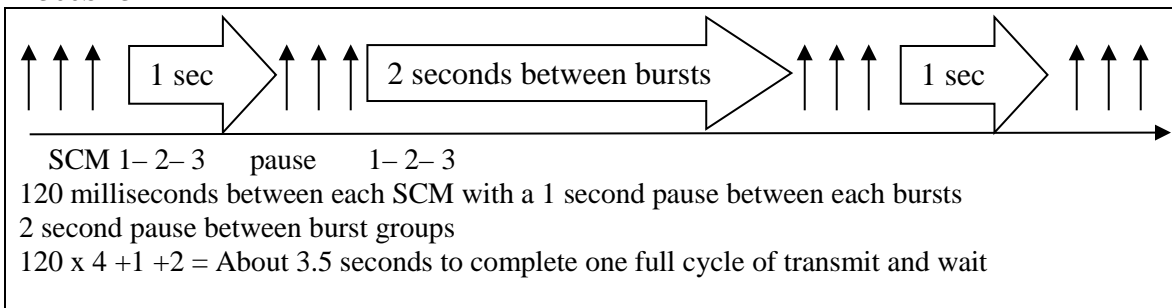 1 sec 2 seconds between bursts 1 sec
SCM 1– 2– 3 pause 1– 2– 3
120 milliseconds between each SCM with a 1 second pause between each bursts
2 second pause between burst groups
120 x 4 +1 +2 = About 3.5 seconds to complete one full cycle of transmit and wait